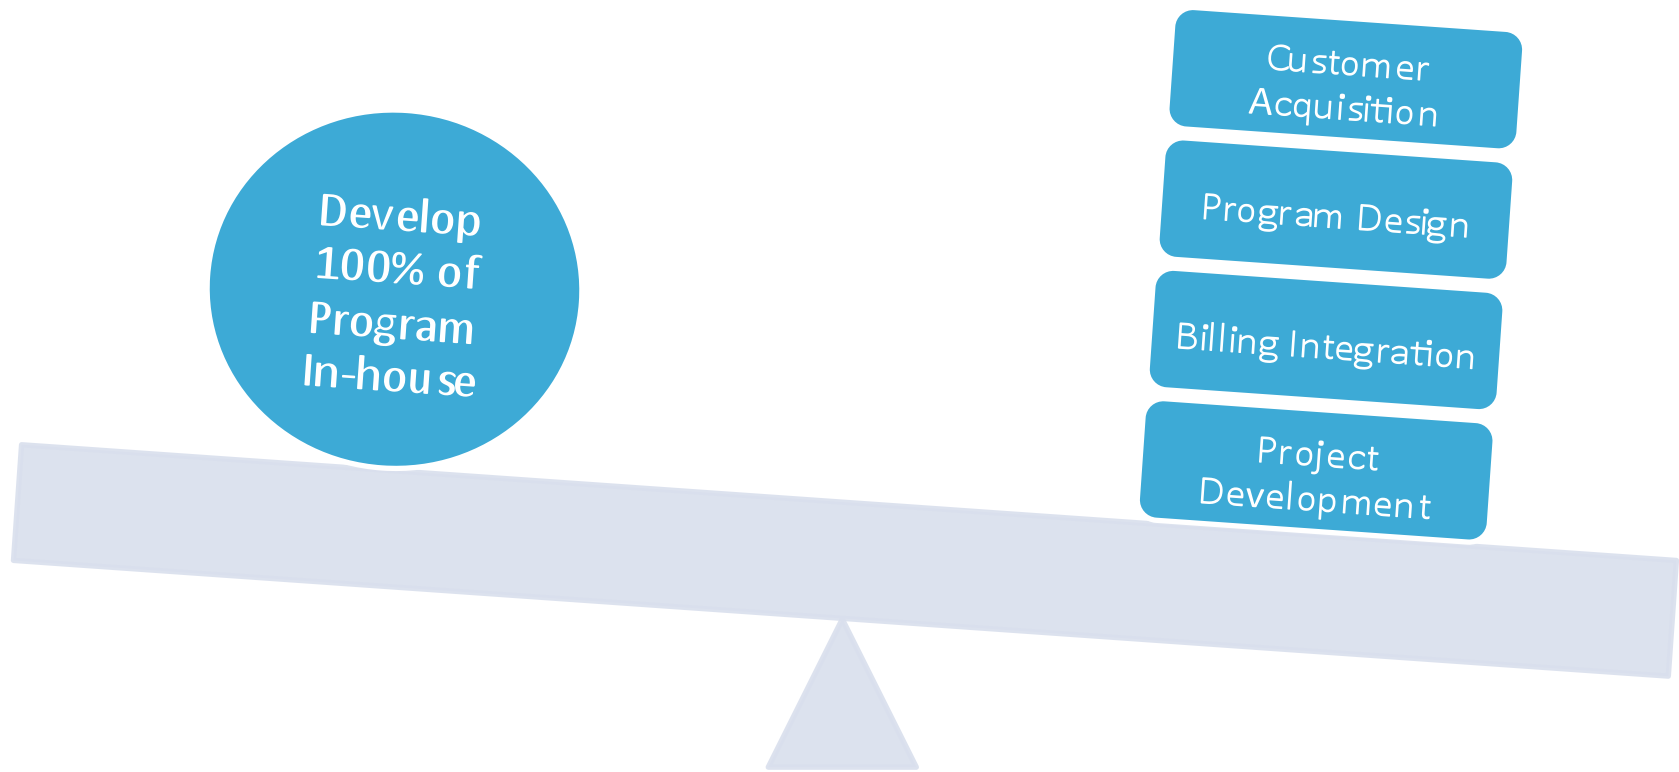 Develop
100% of
Program
In-house
Customer
Acquisition
Program Design
Billing Integration
Project
Development